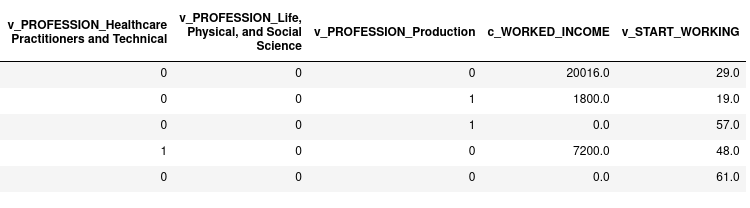 v_PROFESSION_Healthcare Practitioners and Technical v_PROFESSION_Life, Physical, and Social Science v_PROFESSION_Production c_WORKED_INCOME v_START_WORKING
0 0 0 20016.0 29.0
0 0 1 1800.0 19.0
0 0 1 0.0 57.0
1 0 0 7200.0 48.0
0 0 0 0.0 61.0